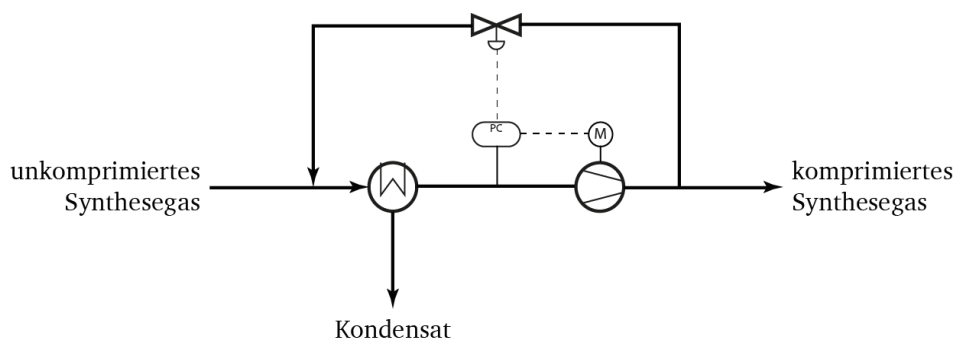 PC
M
unkomprimiertes
Synthesegas
komprimiertes
Synthesegas
Kondensat